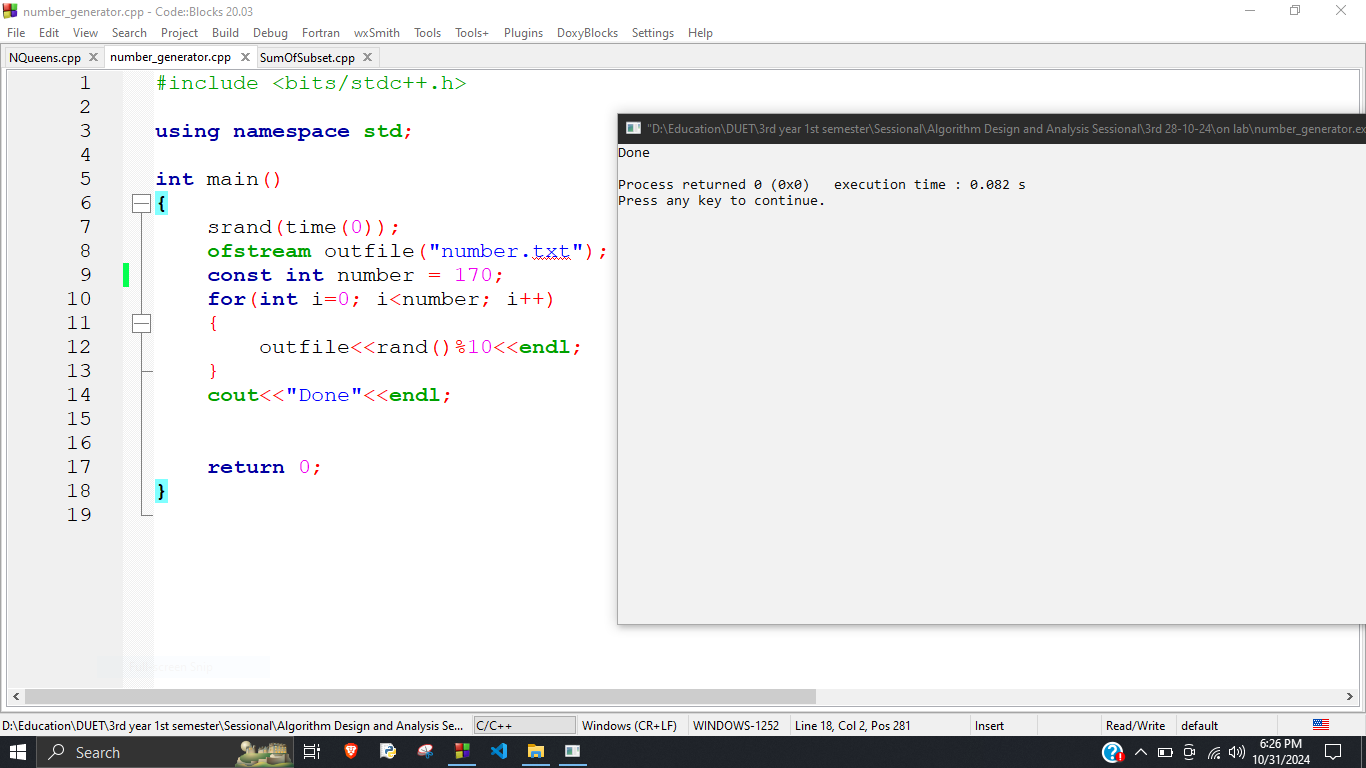 number_generator.cpp - Code::Blocks 20.03
File Edit View Search Project Build Debug Fortran wxSmith Tools Tools+ Plugins DoxyBlocks Settings Help
NQueens.cpp number_generator.cpp SumOfSubset.cpp
1 #include <bits/stdc++.h>
2
3 using namespace std;
4
5 int main()
6 {
7 srand(time(0));
8 ofstream outfile("number.txt");
9 const int number = 170;
10 for(int i=0; i<number; i++)
11 {
12 outfile<<rand()%10<<endl;
13 }
14 cout<<"Done"<<endl;
15
16
17 return 0;
18 }
19
"D:\Education\DUET\3rd year 1st semester\Sessional\Algorithm Design and Analysis Sessional\3rd 28-10-24\on lab\number_generator.ex
Done
Process returned 0 (0x0) execution time : 0.082 s
Press any key to continue.
D:\Education\DUET\3rd year 1st semester\Sessional\Algorithm Design and Analysis Se... C/C++ Windows (CR+LF) WINDOWS-1252 Line 18, Col 2, Pos 281 Insert Read/Write default
Search
6:26 PM
10/31/2024